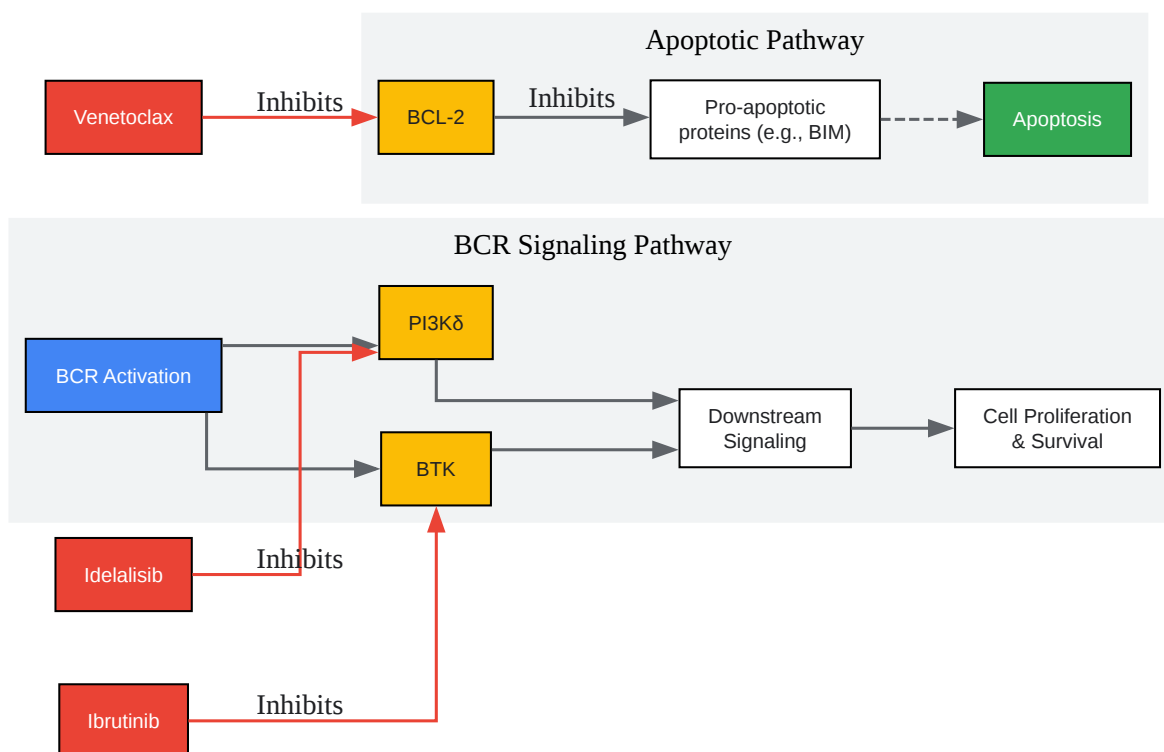 Apoptotic Pathway
Venetoclax
Inhibits
BCL-2
Inhibits
Pro-apoptotic
proteins (e.g., BIM)
Apoptosis
BCR Signaling Pathway
PI3Kδ
BCR Activation
Downstream
Signaling
Cell Proliferation
& Survival
BTK
Idelalisib
Inhibits
Ibrutinib
Inhibits